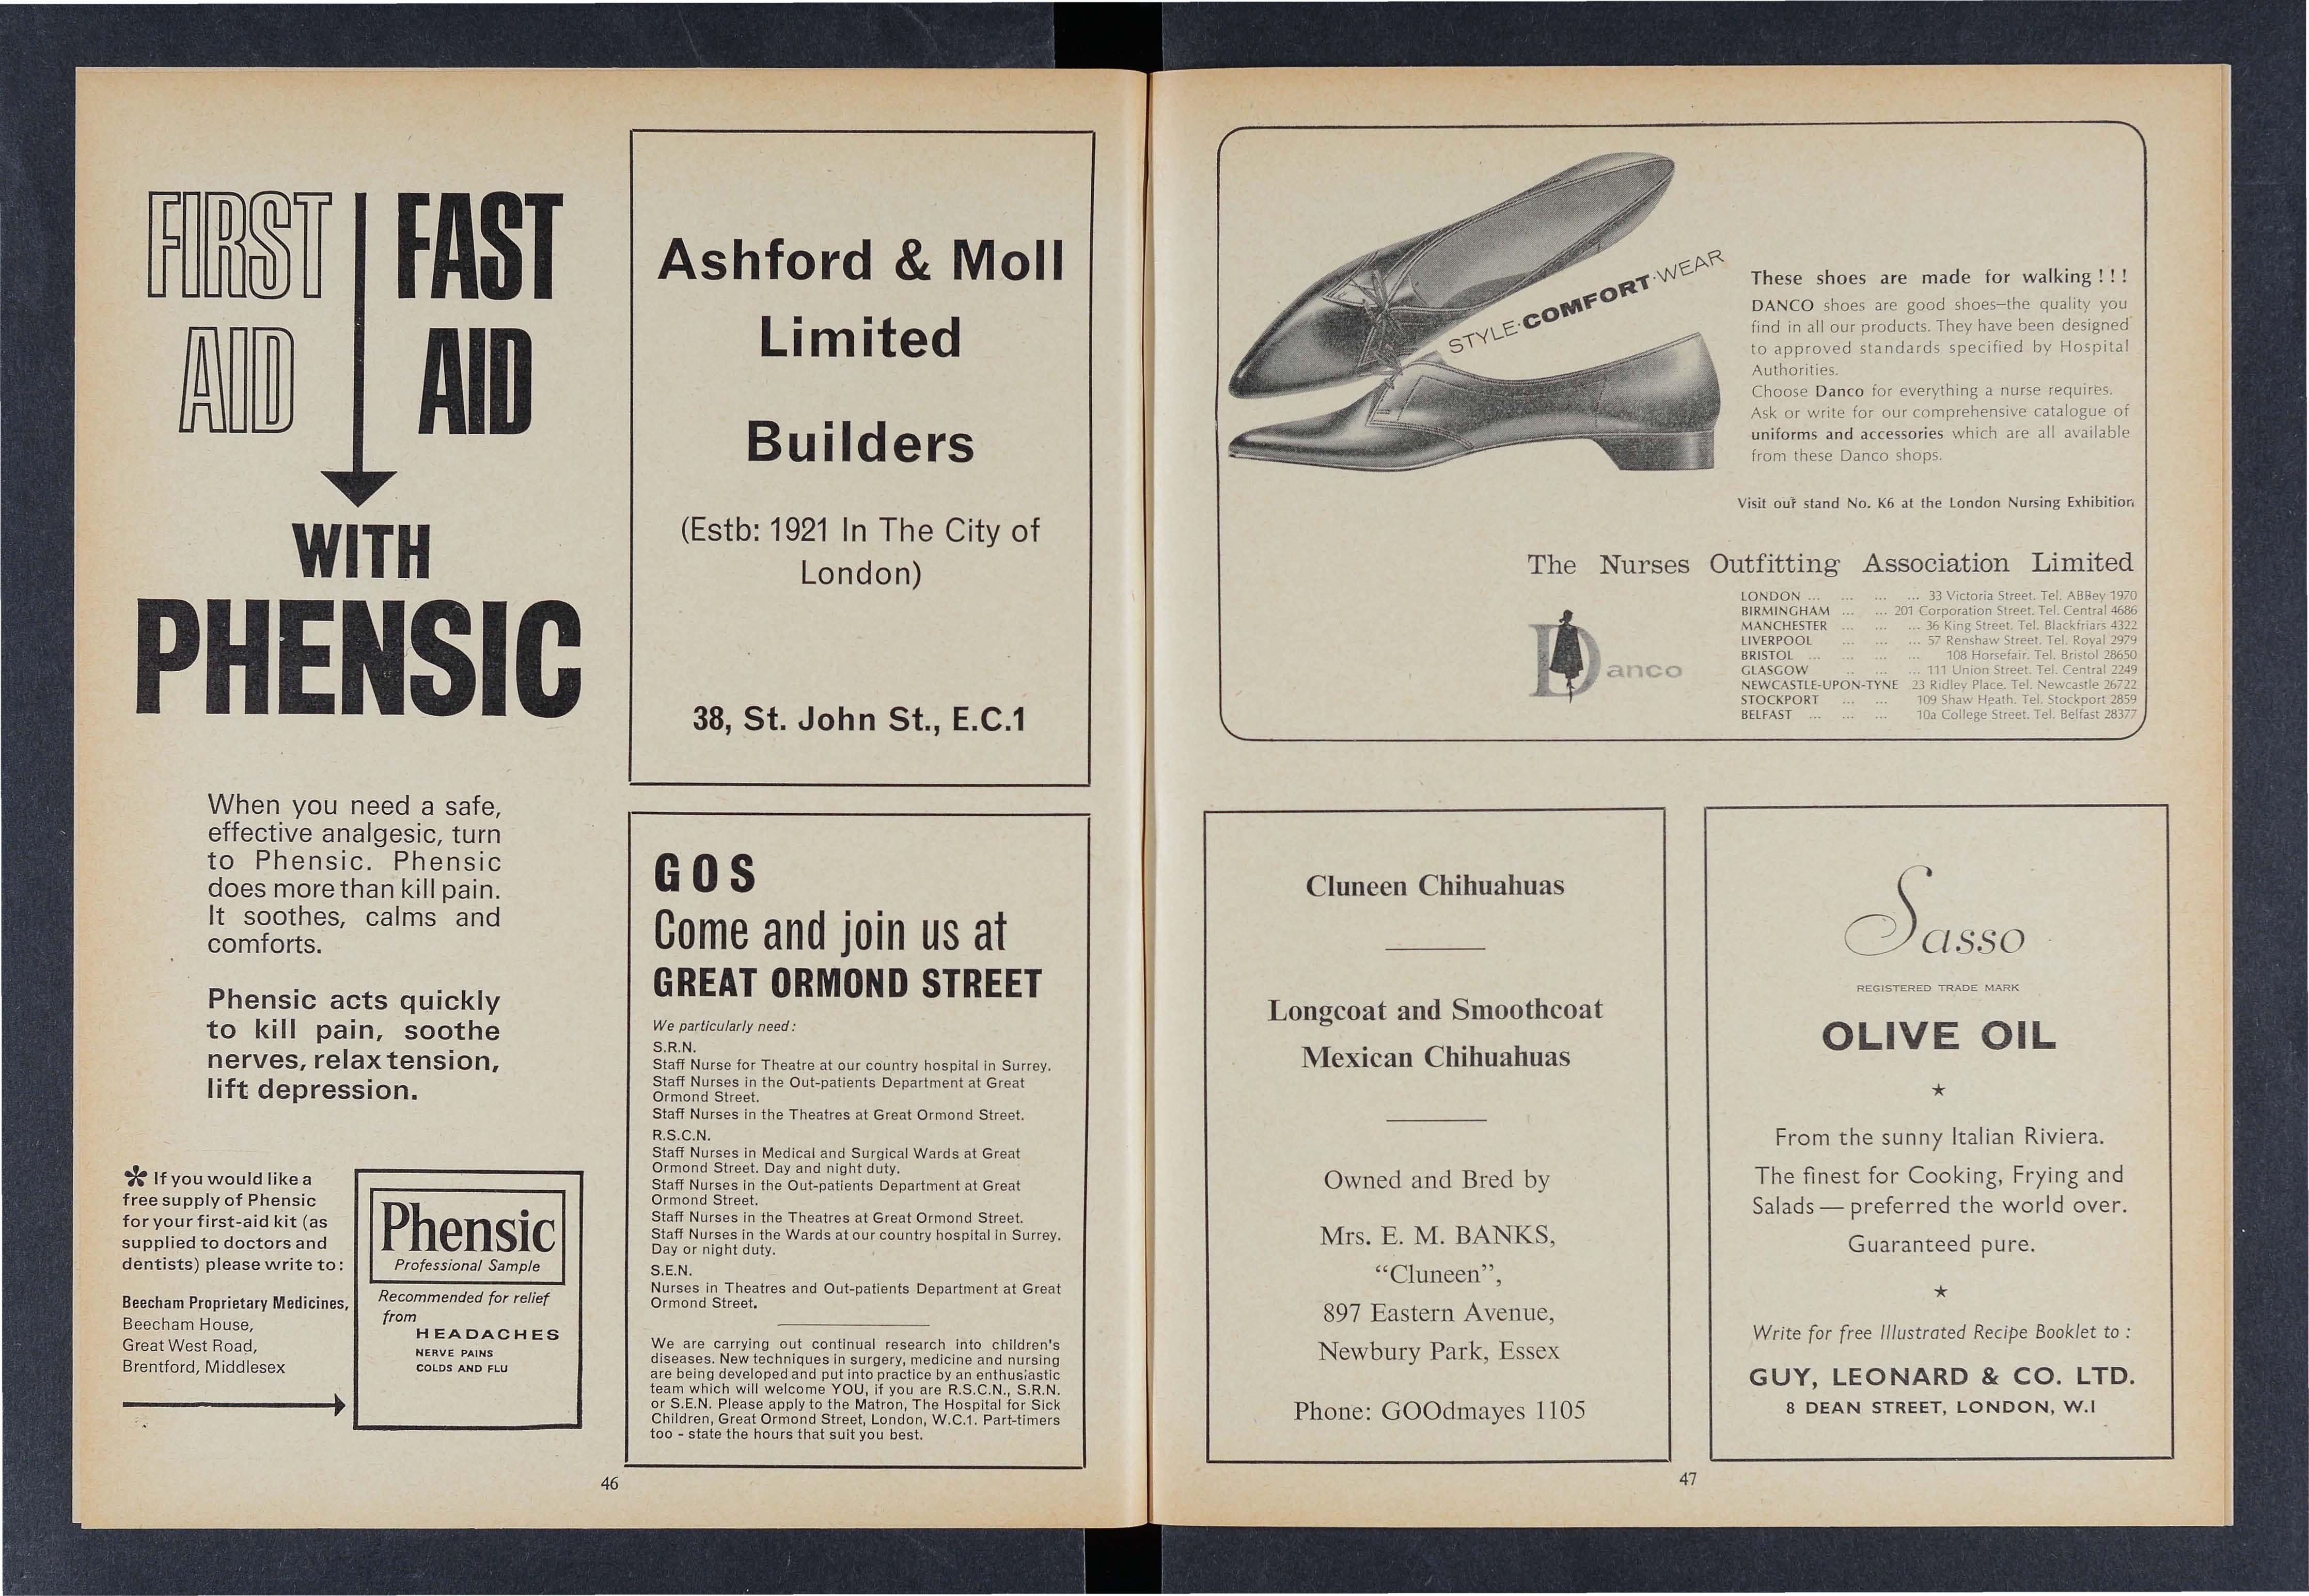 FIRST
AID
FAST
AID
WITH
PHENSIC
When you need a safe,
effective analgesic, turn
to Phensic. Phensic
does more than kill pain.
It soothes, calms and
comforts.
Phensic acts quickly
to kill pain, soothe
nerves, relax tension,
lift depression.
* If you would like a
free supply of Phensic
for your first-aid kit (as
supplied to doctors and
dentists) please write to:
Beecham Proprietary Medicines,
Beecham House,
Great West Road,
Brentford, Middlesex
Phensic
Professional Sample
Recommended for relief
from
HEADACHES
NERVE PAINS
COLDS AND FLU
Ashford & Moll
Limited
Builders
(Estb: 1921 In The City of
London)
38, St. John St., E.C.1
GOS
Come and join us at
GREAT ORMOND STREET
We particularly need:
S.R.N.
Staff Nurse for Theatre at our country hospital in Surrey.
Staff Nurses in the Out-patients Department at Great
Ormond Street.
Staff Nurses in the Theatres at Great Ormond Street.
R.S.C.N.
Staff Nurses in Medical and Surgical Wards at Great
Ormond Street. Day and night duty.
Staff Nurses in the Out-patients Department at Great
Ormond Street.
Staff Nurses in the Theatres at Great Ormond Street.
Staff Nurses in the Wards at our country hospital in Surrey.
Day or night duty.
S.E.N.
Nurses in Theatres and Out-patients Department at Great
Ormond Street.
We are carrying out continual research into children's
diseases. New techniques in surgery, medicine and nursing
are being developed and put into practice by an enthusiastic
team which will welcome YOU, if you are R.S.C.N., S.R.N.
or S.E.N. Please apply to the Matron, The Hospital for Sick
Children, Great Ormond Street, London, W.C.1. Part-timers
too - state the hours that suit you best.
46
STYLE·COMFORT·WEAR
These shoes are made for walking ! ! !
DANCO shoes are good shoes—the quality you
find in all our products. They have been designed
to approved standards specified by Hospital
Authorities.
Choose Danco for everything a nurse requires.
Ask or write for our comprehensive catalogue of
uniforms and accessories which are all available
from these Danco shops.
Visit our stand No. K6 at the London Nursing Exhibition
The Nurses Outfitting Association Limited
Danco
LONDON ... ... ... ... 33 Victoria Street. Tel. ABBey 1970
BIRMINGHAM ... ... 201 Corporation Street. Tel. Central 4686
MANCHESTER ... ... ... 36 King Street. Tel. Blackfriars 4322
LIVERPOOL ... ... ... 57 Renshaw Street. Tel. Royal 2979
BRISTOL ... ... ... ... 108 Horsefair. Tel. Bristol 28650
GLASGOW ... ... ... 111 Union Street. Tel. Central 2249
NEWCASTLE-UPON-TYNE 23 Ridley Place. Tel. Newcastle 26722
STOCKPORT ... ... 109 Shaw Heath. Tel. Stockport 2859
BELFAST ... ... ... 10a College Street. Tel. Belfast 28377
Cluneen Chihuahuas
Longcoat and Smoothcoat
Mexican Chihuahuas
Owned and Bred by
Mrs. E. M. BANKS,
“Cluneen”,
897 Eastern Avenue,
Newbury Park, Essex
Phone: GOOdmayes 1105
Sasso
REGISTERED TRADE MARK
OLIVE OIL
★
From the sunny Italian Riviera.
The finest for Cooking, Frying and
Salads — preferred the world over.
Guaranteed pure.
★
Write for free Illustrated Recipe Booklet to :
GUY, LEONARD & CO. LTD.
8 DEAN STREET, LONDON, W.1
47